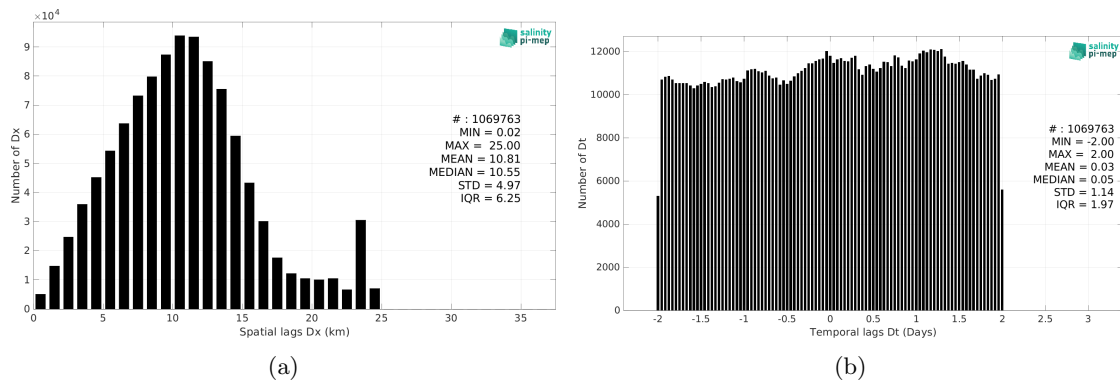 ×10⁴
9
8
7
6
5
4
3
2
1
0
Number of Dx
0 5 10 15 20 25 30 35
Spatial lags Dx (km)
salinity
pi-mep
# : 1069763
MIN = 0.02
MAX = 25.00
MEAN = 10.81
MEDIAN = 10.55
STD = 4.97
IQR = 6.25
(a)
12000
10000
8000
6000
4000
2000
0
Number of Dt
-2 -1.5 -1 -0.5 0 0.5 1 1.5 2 2.5 3
Temporal lags Dt (Days)
salinity
pi-mep
# : 1069763
MIN = -2.00
MAX = 2.00
MEAN = 0.03
MEDIAN = 0.05
STD = 1.14
IQR = 1.97
(b)